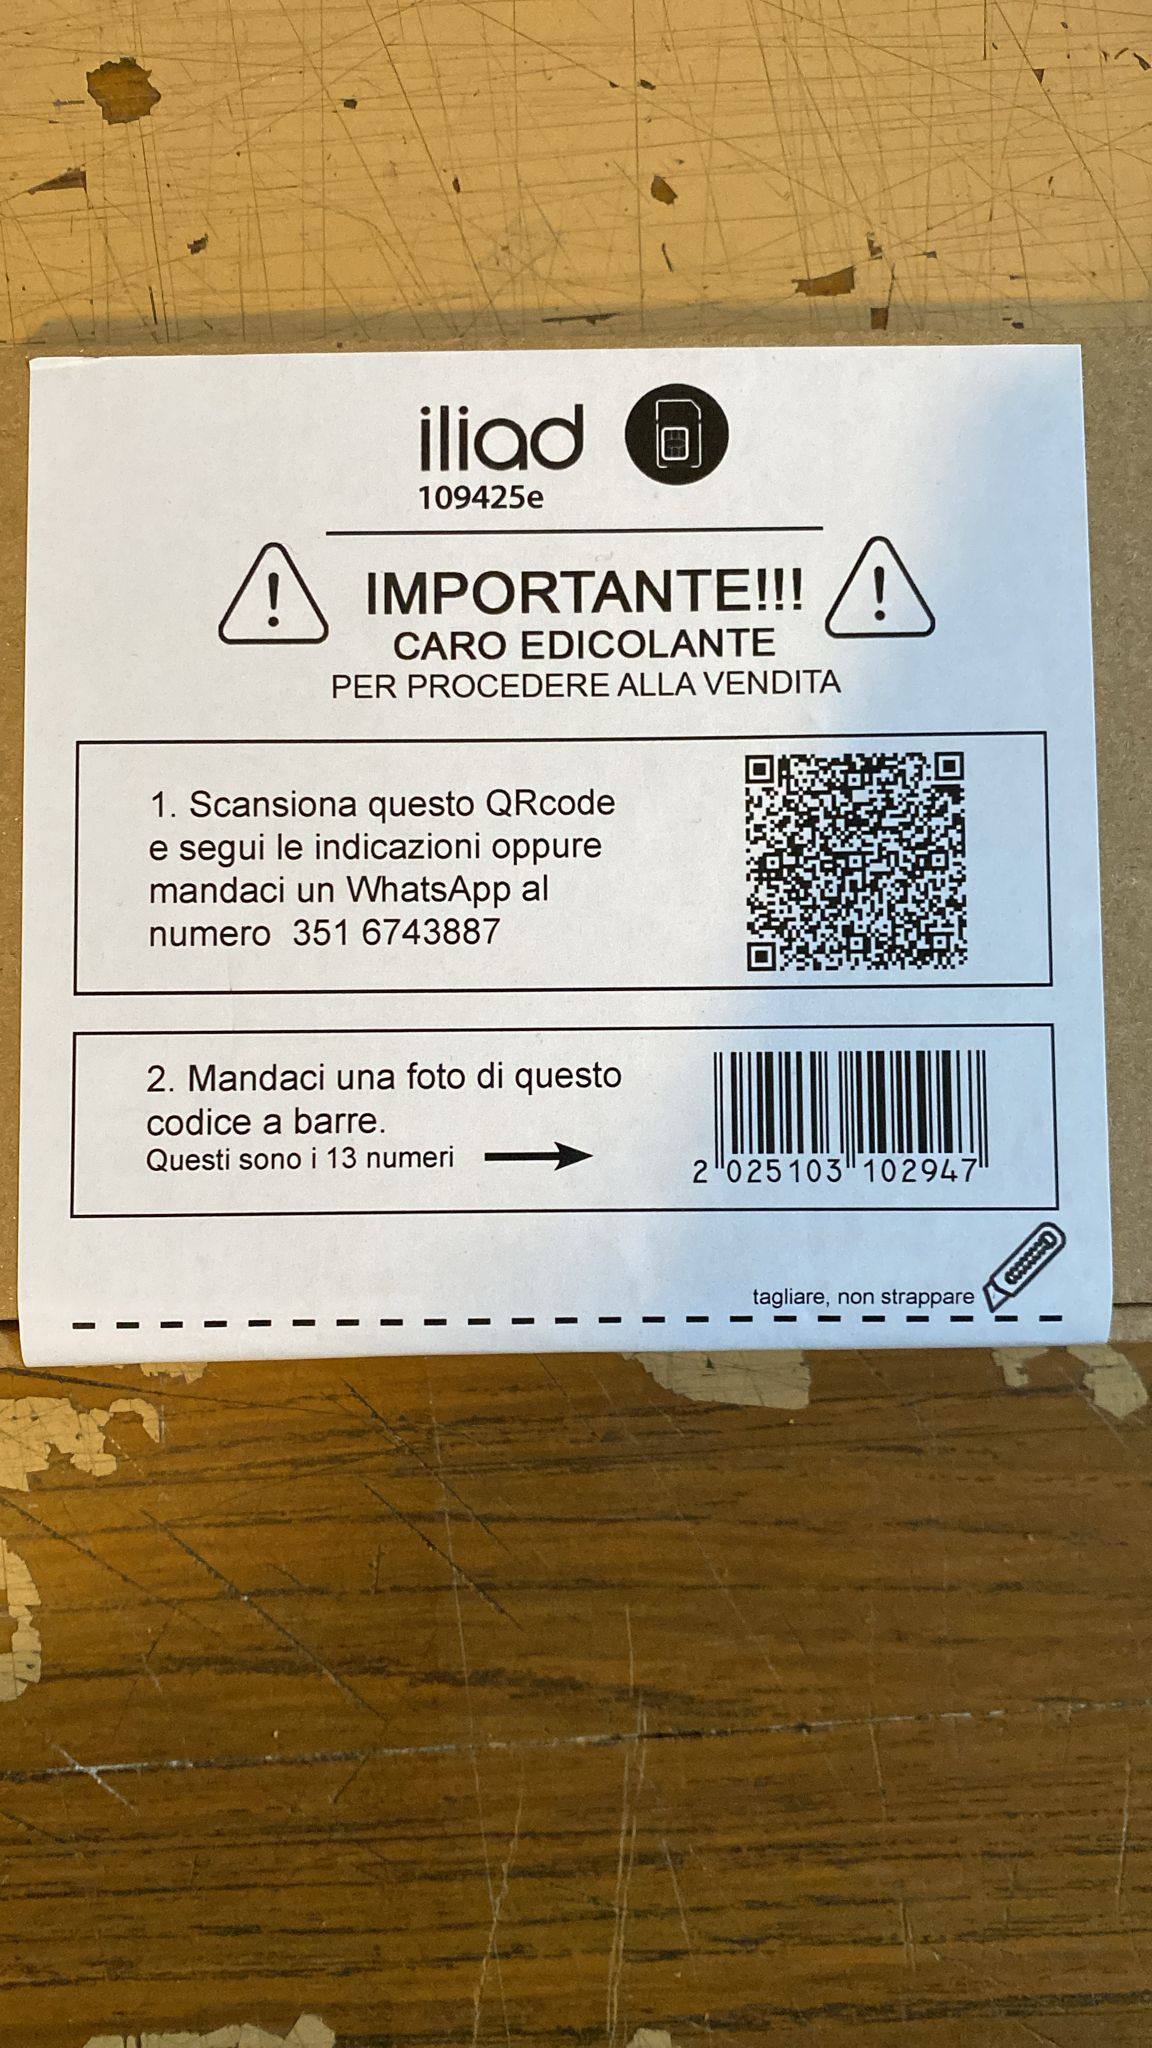 iliad
109425e
IMPORTANTE!!!
CARO EDICOLANTE
PER PROCEDERE ALLA VENDITA
1. Scansiona questo QRcode
e segui le indicazioni oppure
mandaci un WhatsApp al
numero 351 6743887
2. Mandaci una foto di questo
codice a barre.
Questi sono i 13 numeri
2 025103 102947
tagliare, non strappare